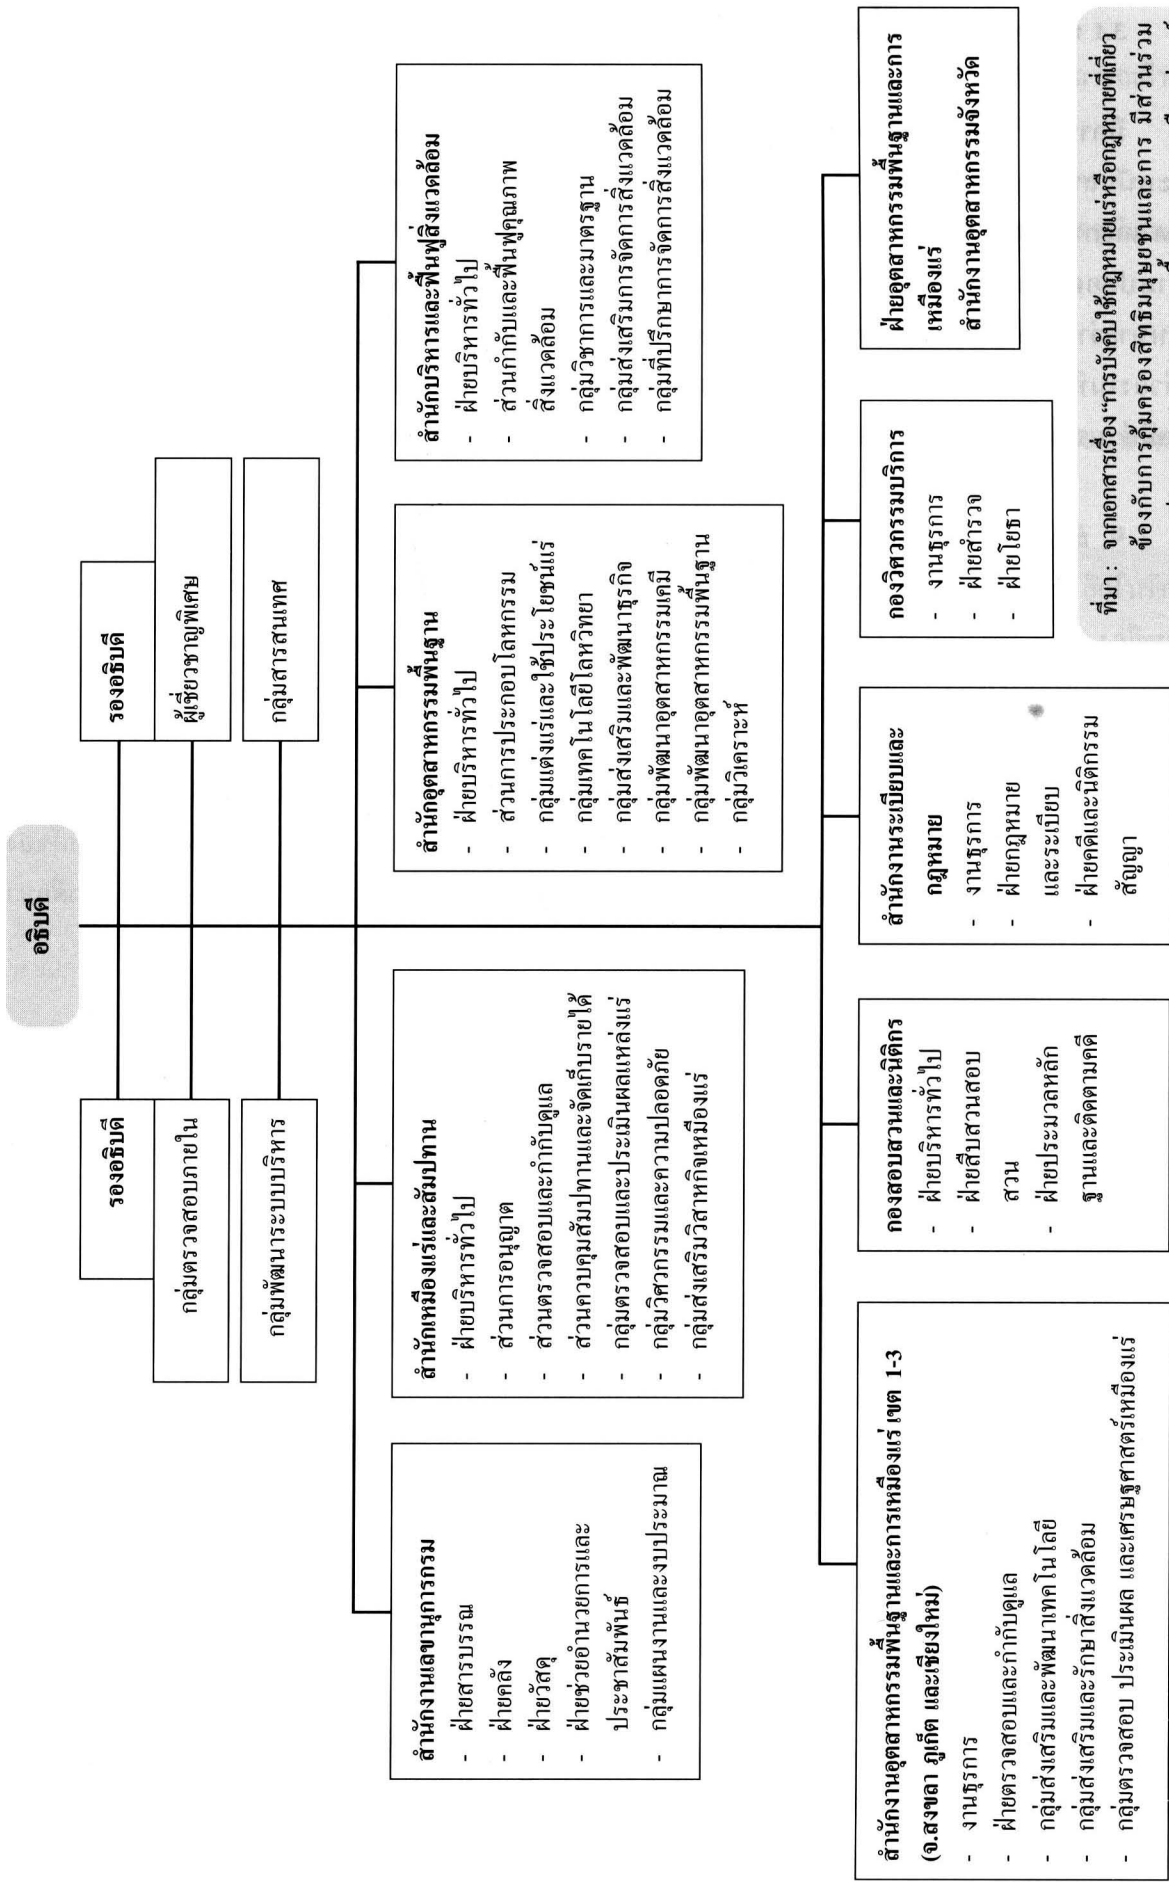 อธิบดี
รองอธิบดี
รองอธิบดี
กลุ่มตรวจสอบภายใน
ผู้เชี่ยวชาญพิเศษ
กลุ่มพัฒนาระบบบริหาร
กลุ่มสารสนเทศ
สำนักงานเลขานุการกรม
- ฝ่ายสารบรรณ
- ฝ่ายคลัง
- ฝ่ายวัสดุ
- ฝ่ายช่วยอำนวยการและ
ประชาสัมพันธ์
- กลุ่มแผนงานและงบประมาณ
สำนักเหมืองแร่และสัมปทาน
- ฝ่ายบริหารทั่วไป
- ส่วนการอนุญาต
- ส่วนตรวจสอบและกำกับดูแล
- ส่วนควบคุมสัมปทานและจัดเก็บรายได้
- กลุ่มตรวจสอบและประเมินผลแหล่งแร่
- กลุ่มวิศวกรรมและความปลอดภัย
- กลุ่มส่งเสริมวิสาหกิจเหมืองแร่
สำนักอุตสาหกรรมพื้นฐาน
- ฝ่ายบริหารทั่วไป
- ส่วนการประกอบโลหกรรม
- กลุ่มแต่งแร่และใช้ประโยชน์แร่
- กลุ่มเทคโนโลยีโลหวิทยา
- กลุ่มส่งเสริมและพัฒนาธุรกิจ
- กลุ่มพัฒนาอุตสาหกรรมเคมี
- กลุ่มพัฒนาอุตสาหกรรมพื้นฐาน
- กลุ่มวิเคราะห์
สำนักบริหารและฟื้นฟูสิ่งแวดล้อม
- ฝ่ายบริหารทั่วไป
- ส่วนกำกับและฟื้นฟูคุณภาพ
สิ่งแวดล้อม
- กลุ่มวิชาการและมาตรฐาน
- กลุ่มส่งเสริมการจัดการสิ่งแวดล้อม
- กลุ่มที่ปรึกษาการจัดการสิ่งแวดล้อม
สำนักงานอุตสาหกรรมพื้นฐานและการเหมืองแร่ เขต 1-3
(จ.สงขลา ภูเก็ต และเชียงใหม่)
- งานธุรการ
- ฝ่ายตรวจสอบและกำกับดูแล
- กลุ่มส่งเสริมและพัฒนาเทคโนโลยี
- กลุ่มส่งเสริมและรักษาสิ่งแวดล้อม
- กลุ่มตรวจสอบ ประเมินผล และเศรษฐศาสตร์เหมืองแร่
กองสอบสวนและนิติกร
- ฝ่ายบริหารทั่วไป
- ฝ่ายสืบสวนสอบ
สวน
- ฝ่ายประมวลหลัก
ฐานและติดตามคดี
สำนักงานระเบียบและ
กฎหมาย
- งานธุรการ
- ฝ่ายกฎหมาย
และระเบียบ
- ฝ่ายคดีและนิติกรรม
สัญญา
กองวิศวกรรมบริการ
- งานธุรการ
- ฝ่ายสำรวจ
- ฝ่ายโยธา
ฝ่ายอุตสาหกรรมพื้นฐานและการ
เหมืองแร่
สำนักงานอุตสาหกรรมจังหวัด
ที่มา : จากเอกสารเรื่อง "การบังคับใช้กฎหมายแร่หรือกฎหมายที่เกี่ยว
ข้องกับการคุ้มครองสิทธิมนุษยชนและการ มีส่วนร่วม